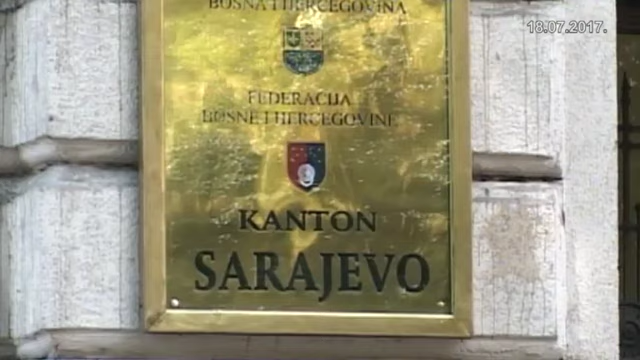 BOSNA I HERCEGOVINA
18.07.2017.
FEDERACIJA
BOSNE I HERCEGOVINE
KANTON
SARAJEVO